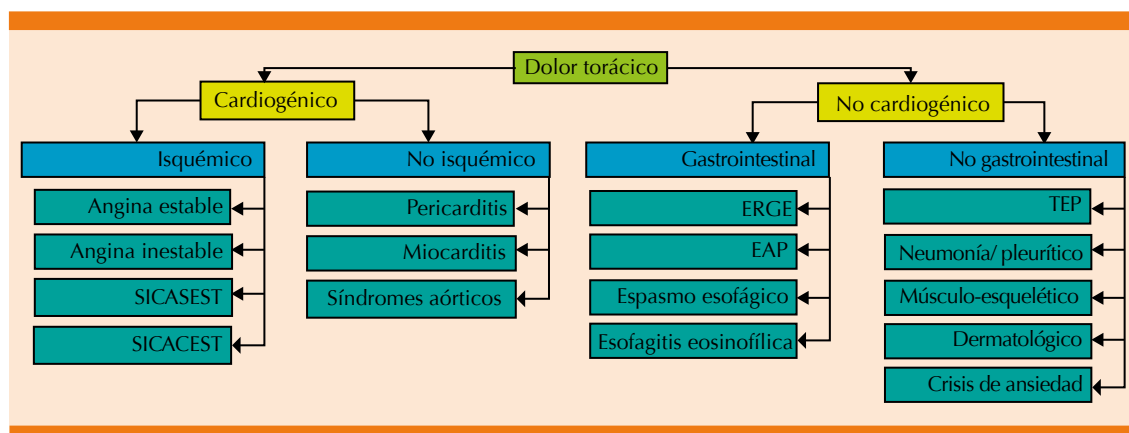 Dolor torácico
Cardiogénico
No cardiogénico
Isquémico
Angina estable
Angina inestable
SICASEST
SICACEST
No isquémico
Pericarditis
Miocarditis
Síndromes aórticos
Gastrointestinal
ERGE
EAP
Espasmo esofágico
Esofagitis eosinofílica
No gastrointestinal
TEP
Neumonía/ pleurítico
Músculo-esquelético
Dermatológico
Crisis de ansiedad